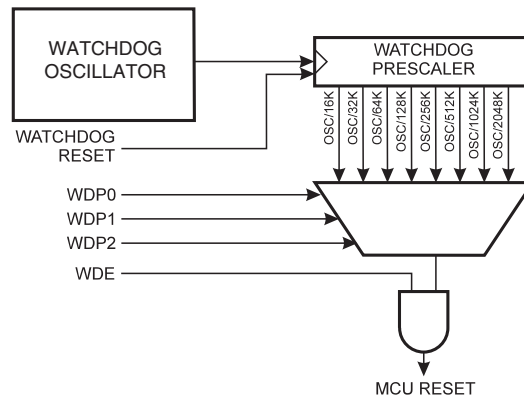 WATCHDOG
OSCILLATOR
WATCHDOG
PRESCALER
WATCHDOG
RESET
OSC/16K
OSC/32K
OSC/64K
OSC/128K
OSC/256K
OSC/512K
OSC/1024K
OSC/2048K
WDP0
WDP1
WDP2
WDE
MCU RESET